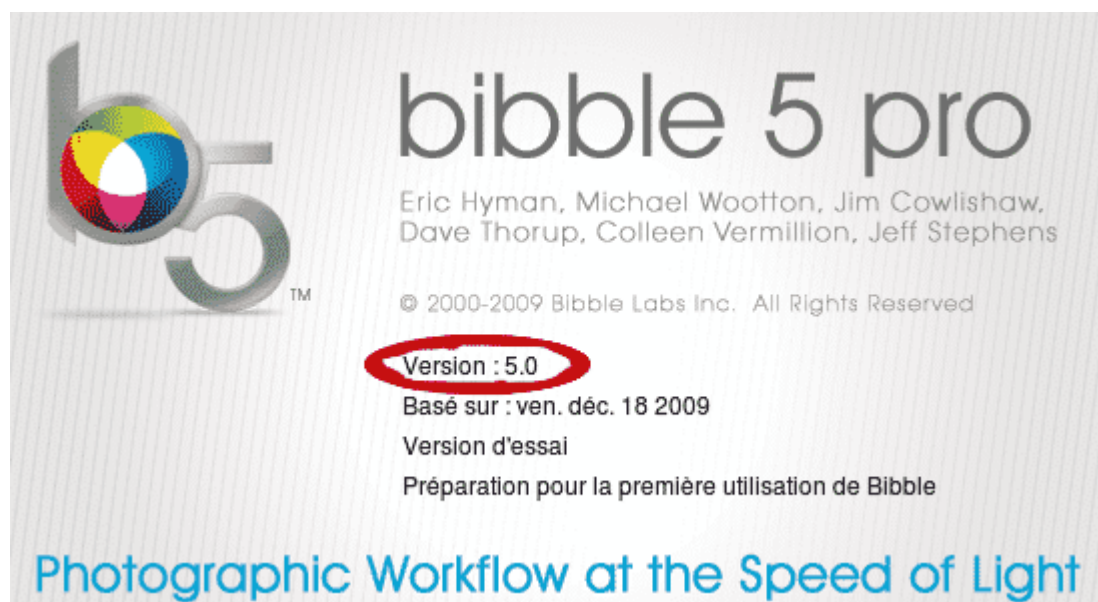 b5 ™
bibble 5 pro
Eric Hyman, Michael Wootton, Jim Cowlishaw,
Dave Thorup, Colleen Vermillion, Jeff Stephens
© 2000-2009 Bibble Labs Inc. All Rights Reserved
Version : 5.0
Basé sur : ven. déc. 18 2009
Version d'essai
Préparation pour la première utilisation de Bibble
Photographic Workflow at the Speed of Light